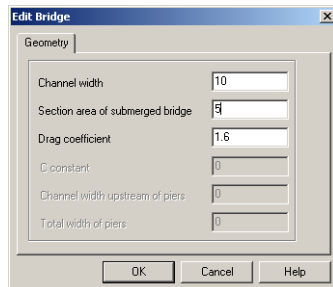 Edit Bridge
Geometry
Channel width 10
Section area of submerged bridge 5
Drag coefficient 1.6
C constant 0
Channel width upstream of piers 0
Total width of piers 0
OK Cancel Help